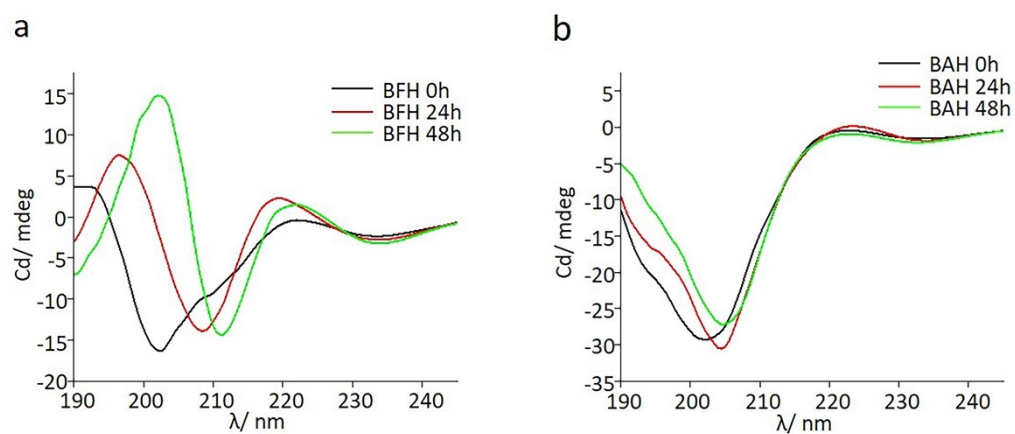 a
BFH 0h
BFH 24h
BFH 48h
15
10
5
0
-5
-10
-15
-20
Cd/ mdeg
190 200 210 220 230 240
λ/ nm
b
BAH 0h
BAH 24h
BAH 48h
5
0
-5
-10
-15
-20
-25
-30
-35
Cd/ mdeg
190 200 210 220 230 240
λ/ nm